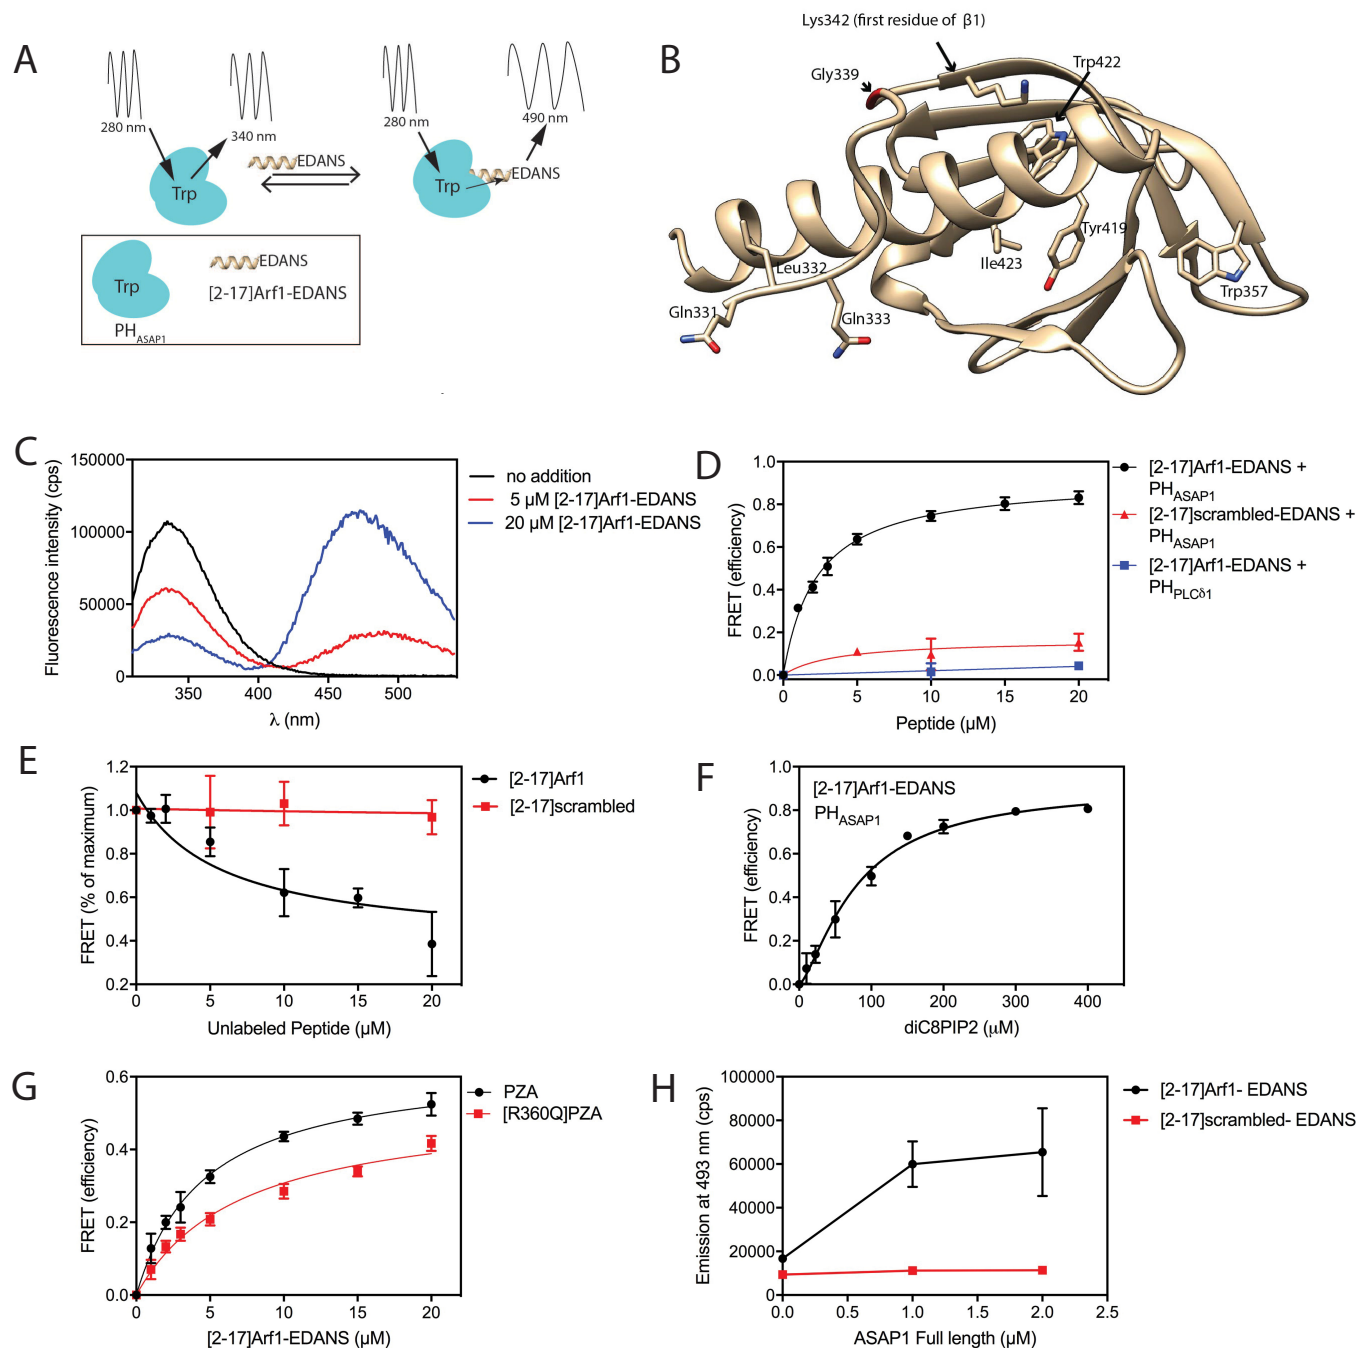 A
280 nm
340 nm
Trp
EDANS
280 nm
490 nm
Trp
EDANS
Trp
PH_ASAP1
EDANS
[2-17]Arf1-EDANS
B
Lys342 (first residue of β1)
Gly339
Trp422
Leu332
Gln331
Gln333
Ile423
Tyr419
Trp357
C
Fluorescence intensity (cps)
150000
100000
50000
0
350
400
450
500
λ (nm)
no addition
5 µM [2-17]Arf1-EDANS
20 µM [2-17]Arf1-EDANS
D
FRET (efficiency)
1.0
0.8
0.6
0.4
0.2
0.0
0
5
10
15
20
Peptide (µM)
[2-17]Arf1-EDANS +
PH_ASAP1
[2-17]scrambled-EDANS +
PH_ASAP1
[2-17]Arf1-EDANS +
PH_PLCδ1
E
FRET (% of maximum)
1.2
1.0
0.8
0.6
0.4
0.2
0
5
10
15
20
Unlabeled Peptide (µM)
[2-17]Arf1
[2-17]scrambled
F
FRET (efficiency)
1.0
0.8
0.6
0.4
0.2
0.0
0
100
200
300
400
diC8PIP2 (µM)
[2-17]Arf1-EDANS
PH_ASAP1
G
FRET (efficiency)
0.6
0.4
0.2
0.0
0
5
10
15
20
[2-17]Arf1-EDANS (µM)
PZA
[R360Q]PZA
H
Emission at 493 nm (cps)
100000
80000
60000
40000
20000
0
0.0
0.5
1.0
1.5
2.0
2.5
ASAP1 Full length (µM)
[2-17]Arf1- EDANS
[2-17]scrambled- EDANS